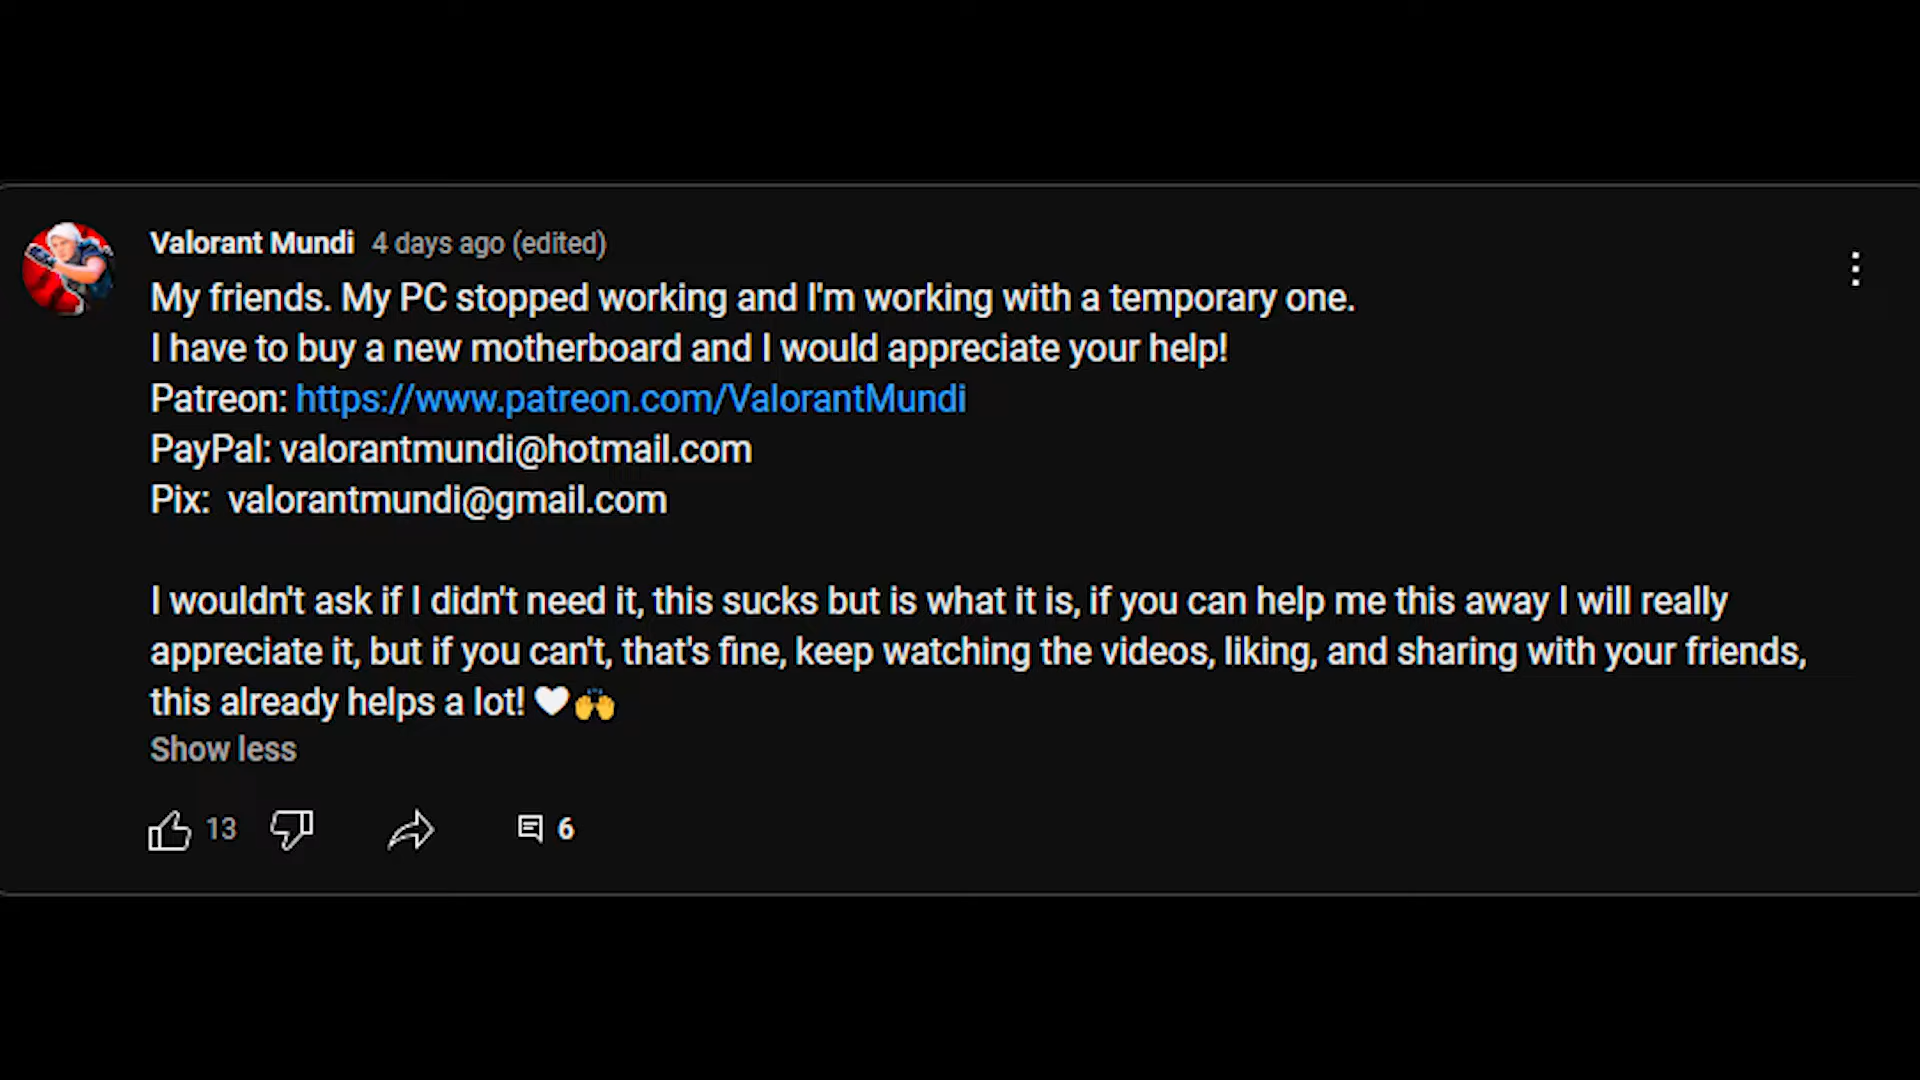 Valorant Mundi 4 days ago (edited)
My friends. My PC stopped working and I'm working with a temporary one.
I have to buy a new motherboard and I would appreciate your help!
Patreon: https://www.patreon.com/ValorantMundi
PayPal: valorantmundi@hotmail.com
Pix: valorantmundi@gmail.com
I wouldn't ask if I didn't need it, this sucks but is what it is, if you can help me this away I will really
appreciate it, but if you can't, that's fine, keep watching the videos, liking, and sharing with your friends,
this already helps a lot! 🤍🙌
Show less
13 6